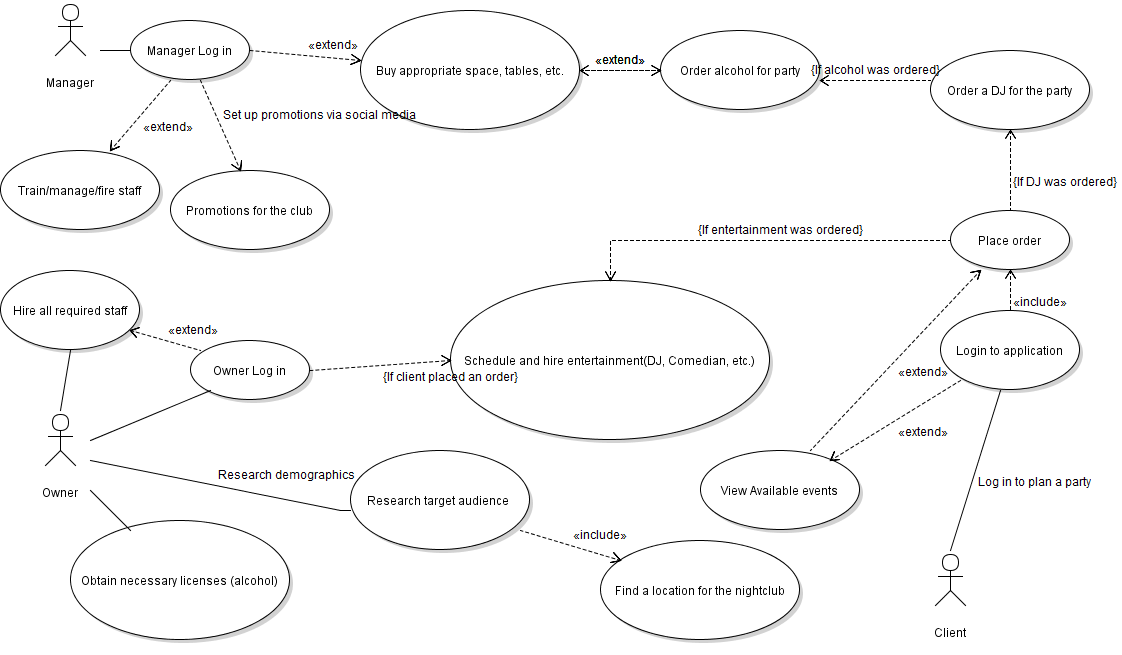 «extend»
Manager Log in
Buy appropriate space, tables, etc.
«extend»
Order alcohol for party
{If alcohol was ordered}
Order a DJ for the party
Manager
Set up promotions via social media
«extend»
Train/manage/fire staff
Promotions for the club
{If DJ was ordered}
{If entertainment was ordered}
Place order
Hire all required staff
«extend»
«include»
Owner Log in
{If client placed an order}
Schedule and hire entertainment(DJ, Comedian, etc.)
Login to application
«extend»
«extend»
Owner
Research demographics
Research target audience
View Available events
Log in to plan a party
«include»
Obtain necessary licenses (alcohol)
Find a location for the nightclub
Client